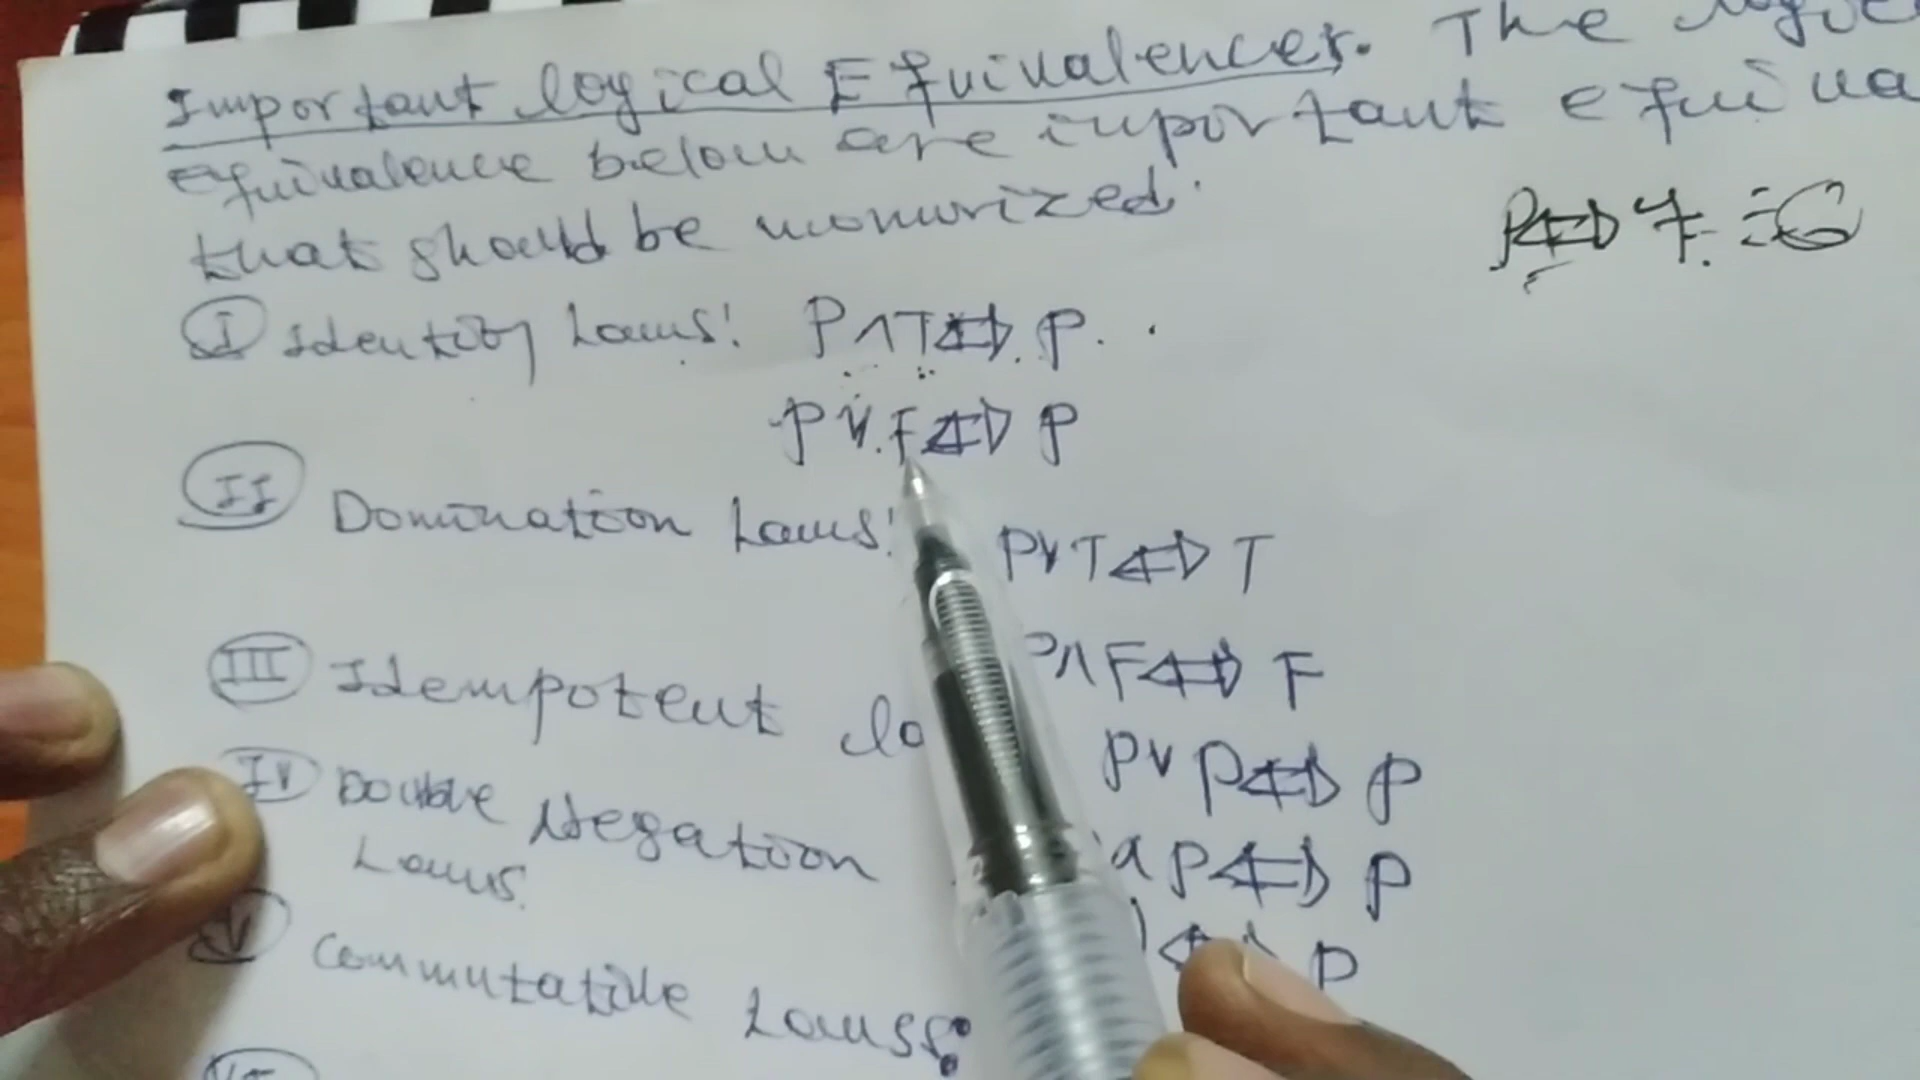 Important logical Equivalences. The logic
equivalence below are important equiva
that should be memorized.
P⇔
I Identity Laws: P∧T⇔ P.
P∨F⇔ P
II Domination Laws: P∨T⇔ T
P∧F⇔ F
III Idempotent P∨P⇔ P
P⇔ P
IV Double Negation
Laws. ⇔ P
V Commutative Laws: